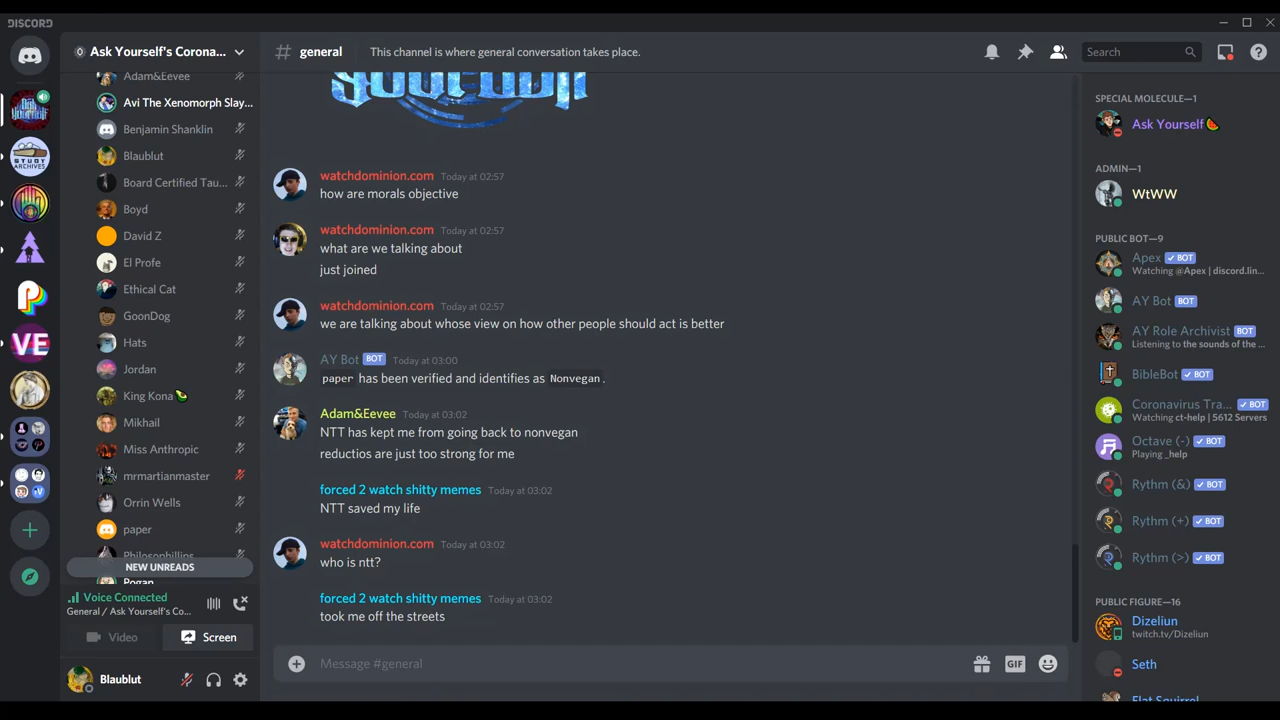 DISCORD
Ask Yourself's Corona...
general
This channel is where general conversation takes place.
Search
Adam&Eevee
Avi The Xenomorph Slay...
Benjamin Shanklin
Blaublut
Board Certified Tau...
Boyd
David Z
El Profe
Ethical Cat
GoonDog
Hats
Jordan
King Kona🥑
Mikhail
Miss Anthropic
mrmartianmaster
Orrin Wells
paper
Philosophillips
NEW UNREADS
Pogan
Voice Connected
General / Ask Yourself's Co...
Video
Screen
Blaublut
STUDY
ARCHIVES
VE
watchdominion.com Today at 02:57
how are morals objective
watchdominion.com Today at 02:57
what are we talking about
just joined
watchdominion.com Today at 02:57
we are talking about whose view on how other people should act is better
AY Bot BOT Today at 03:00
paper has been verified and identifies as Nonvegan.
Adam&Eevee Today at 03:02
NTT has kept me from going back to nonvegan
reductios are just too strong for me
forced 2 watch shitty memes Today at 03:02
NTT saved my life
watchdominion.com Today at 03:02
who is ntt?
forced 2 watch shitty memes Today at 03:02
took me off the streets
Message #general
GIF
SPECIAL MOLECULE—1
Ask Yourself🍉
ADMIN—1
WtWW
PUBLIC BOT—9
Apex ✓ BOT
Watching @Apex | discord.lin...
AY Bot BOT
AY Role Archivist BOT
Listening to the sounds of the ...
BibleBot ✓ BOT
Coronavirus Tra... ✓ BOT
Watching ct-help | 5612 Servers
Octave (-) ✓ BOT
Playing _help
Rythm (&) ✓ BOT
Rythm (+) ✓ BOT
Rythm (>) ✓ BOT
PUBLIC FIGURE—16
Dizeliun
twitch.tv/Dizeliun
Seth
Flat Squirrel